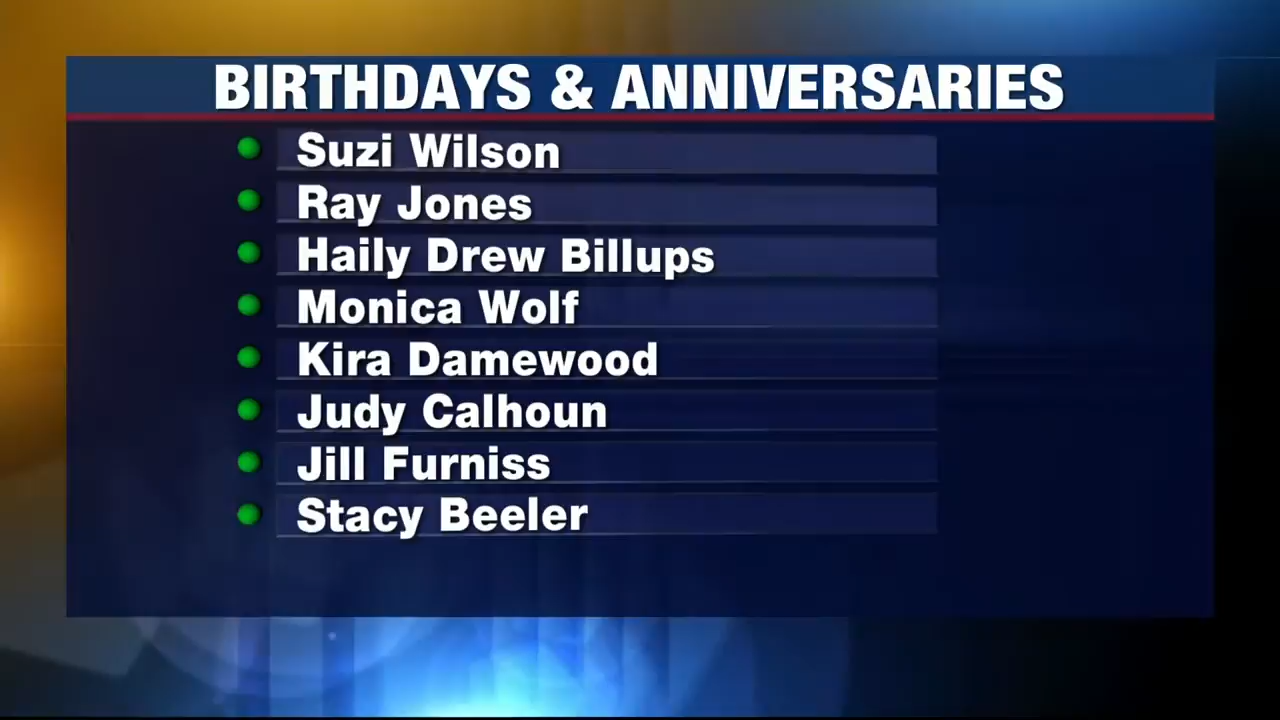 BIRTHDAYS & ANNIVERSARIES
Suzi Wilson
Ray Jones
Haily Drew Billups
Monica Wolf
Kira Damewood
Judy Calhoun
Jill Furniss
Stacy Beeler